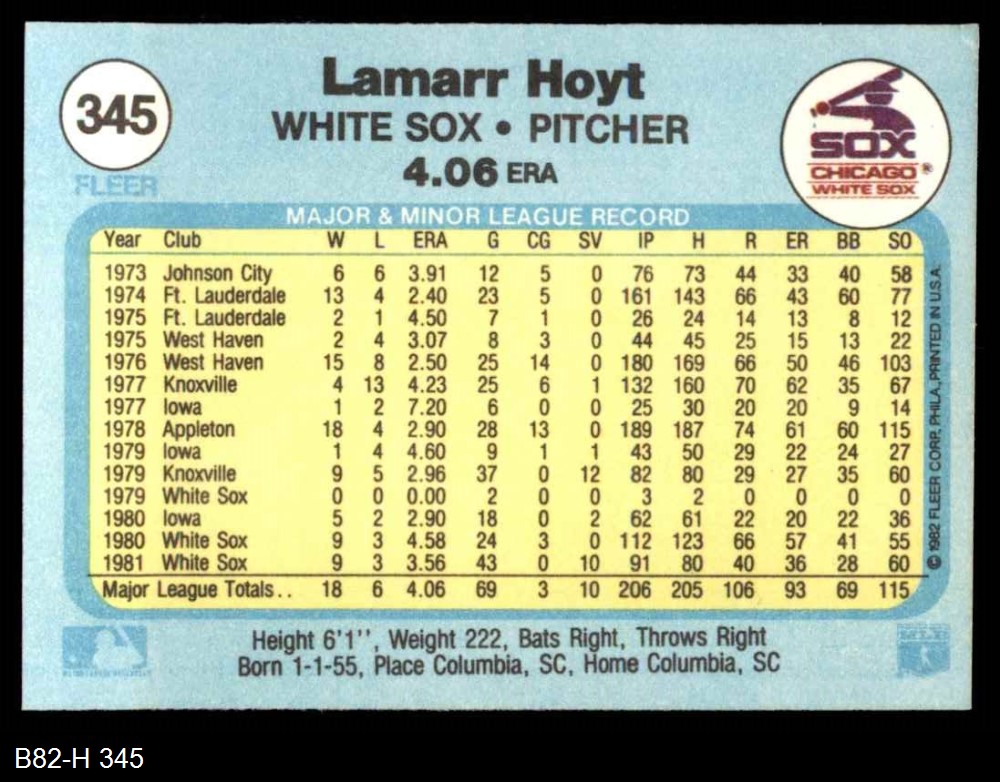 345
Lamarr Hoyt
WHITE SOX • PITCHER
4.06 ERA
FLEER
SOX
CHICAGO ®
WHITE SOX
MAJOR & MINOR LEAGUE RECORD
Year Club W L ERA G CG SV IP H R ER BB SO
1973 Johnson City 6 6 3.91 12 5 0 76 73 44 33 40 58
1974 Ft. Lauderdale 13 4 2.40 23 5 0 161 143 66 43 60 77
1975 Ft. Lauderdale 2 1 4.50 7 1 0 26 24 14 13 8 12
1975 West Haven 2 4 3.07 8 3 0 44 45 25 15 13 22
1976 West Haven 15 8 2.50 25 14 0 180 169 66 50 46 103
1977 Knoxville 4 13 4.23 25 6 1 132 160 70 62 35 67
1977 Iowa 1 2 7.20 6 0 0 25 30 20 20 9 14
1978 Appleton 18 4 2.90 28 13 0 189 187 74 61 60 115
1979 Iowa 1 4 4.60 9 1 1 43 50 29 22 24 27
1979 Knoxville 9 5 2.96 37 0 12 82 80 29 27 35 60
1979 White Sox 0 0 0.00 2 0 0 3 2 0 0 0 0
1980 Iowa 5 2 2.90 18 0 2 62 61 22 20 22 36
1980 White Sox 9 3 4.58 24 3 0 112 123 66 57 41 55
1981 White Sox 9 3 3.56 43 0 10 91 80 40 36 28 60
Major League Totals.. 18 6 4.06 69 3 10 206 205 106 93 69 115
© 1982 FLEER CORP. PHILA., PRINTED IN U.S.A.
Height 6'1'', Weight 222, Bats Right, Throws Right
Born 1-1-55, Place Columbia, SC, Home Columbia, SC
B82-H 345